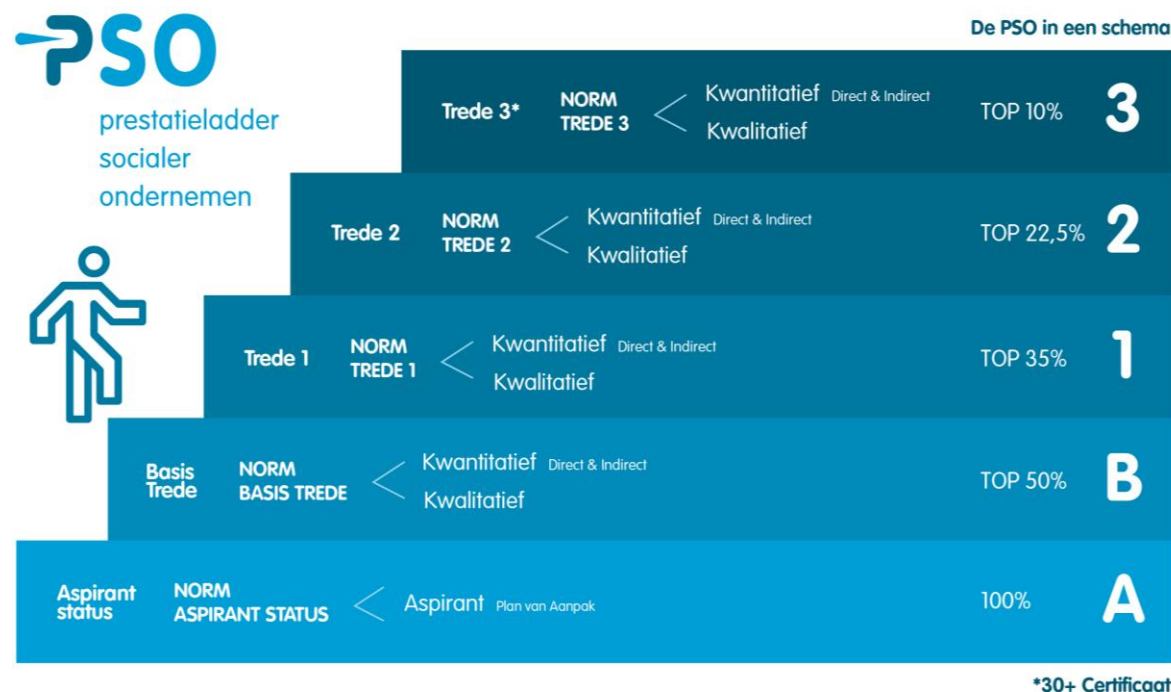 PSO
prestatieladder
socialer
ondernemen
De PSO in een schema
Trede 3*
NORM
TREDE 3
Kwantitatief Direct & Indirect
Kwalitatief
TOP 10%
3
Trede 2
NORM
TREDE 2
Kwantitatief Direct & Indirect
Kwalitatief
TOP 22,5%
2
Trede 1
NORM
TREDE 1
Kwantitatief Direct & Indirect
Kwalitatief
TOP 35%
1
Basis
Trede
NORM
BASIS TREDE
Kwantitatief Direct & Indirect
Kwalitatief
TOP 50%
B
Aspirant
status
NORM
ASPIRANT STATUS
Aspirant Plan van Aanpak
100%
A
*30+ Certificaat